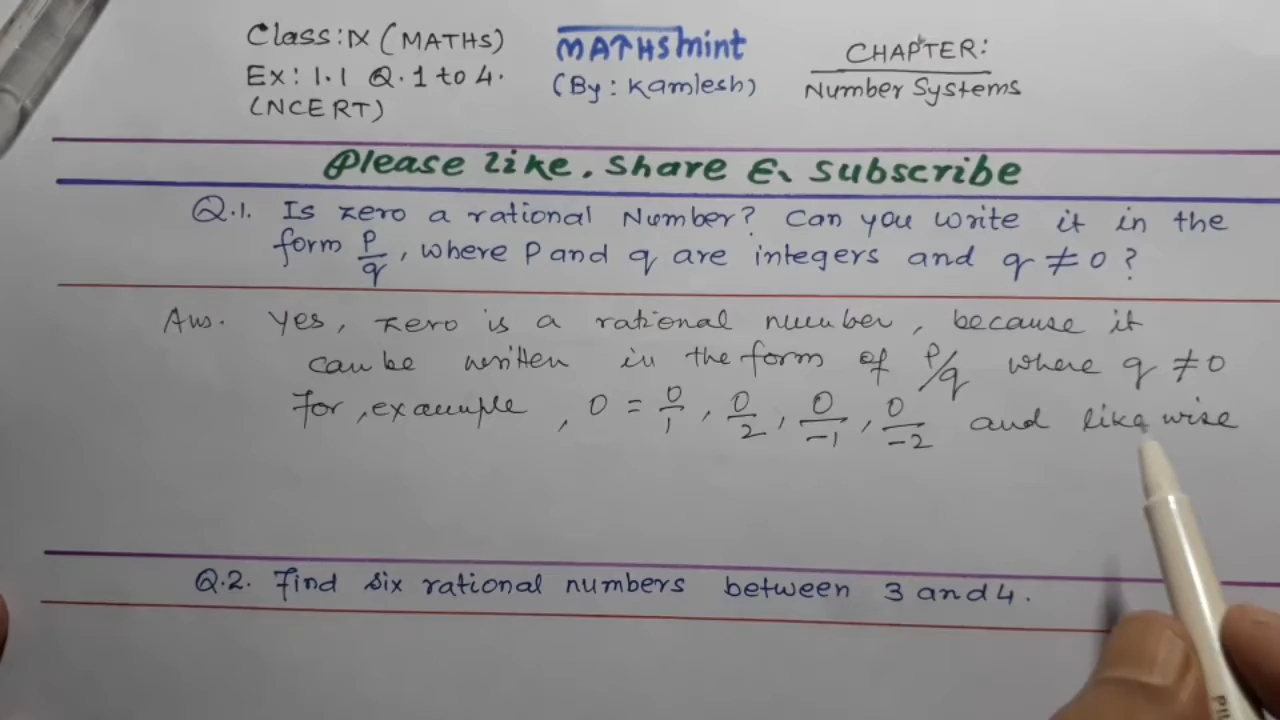 Class: IX (MATHS)
Ex: 1.1 Q.1 to 4.
(NCERT)
MATHSmint
(By: Kamlesh)
CHAPTER:
Number Systems
Please like, Share & Subscribe
Q.1. Is zero a rational Number? Can you write it in the
form P/q, where P and q are integers and q ≠ 0?
Ans. Yes, zero is a rational number, because it
can be written in the form of P/q where q ≠ 0
For, example, 0 = 0/1, 0/2, 0/-1, 0/-2 and likewise
Q.2. Find six rational numbers between 3 and 4.